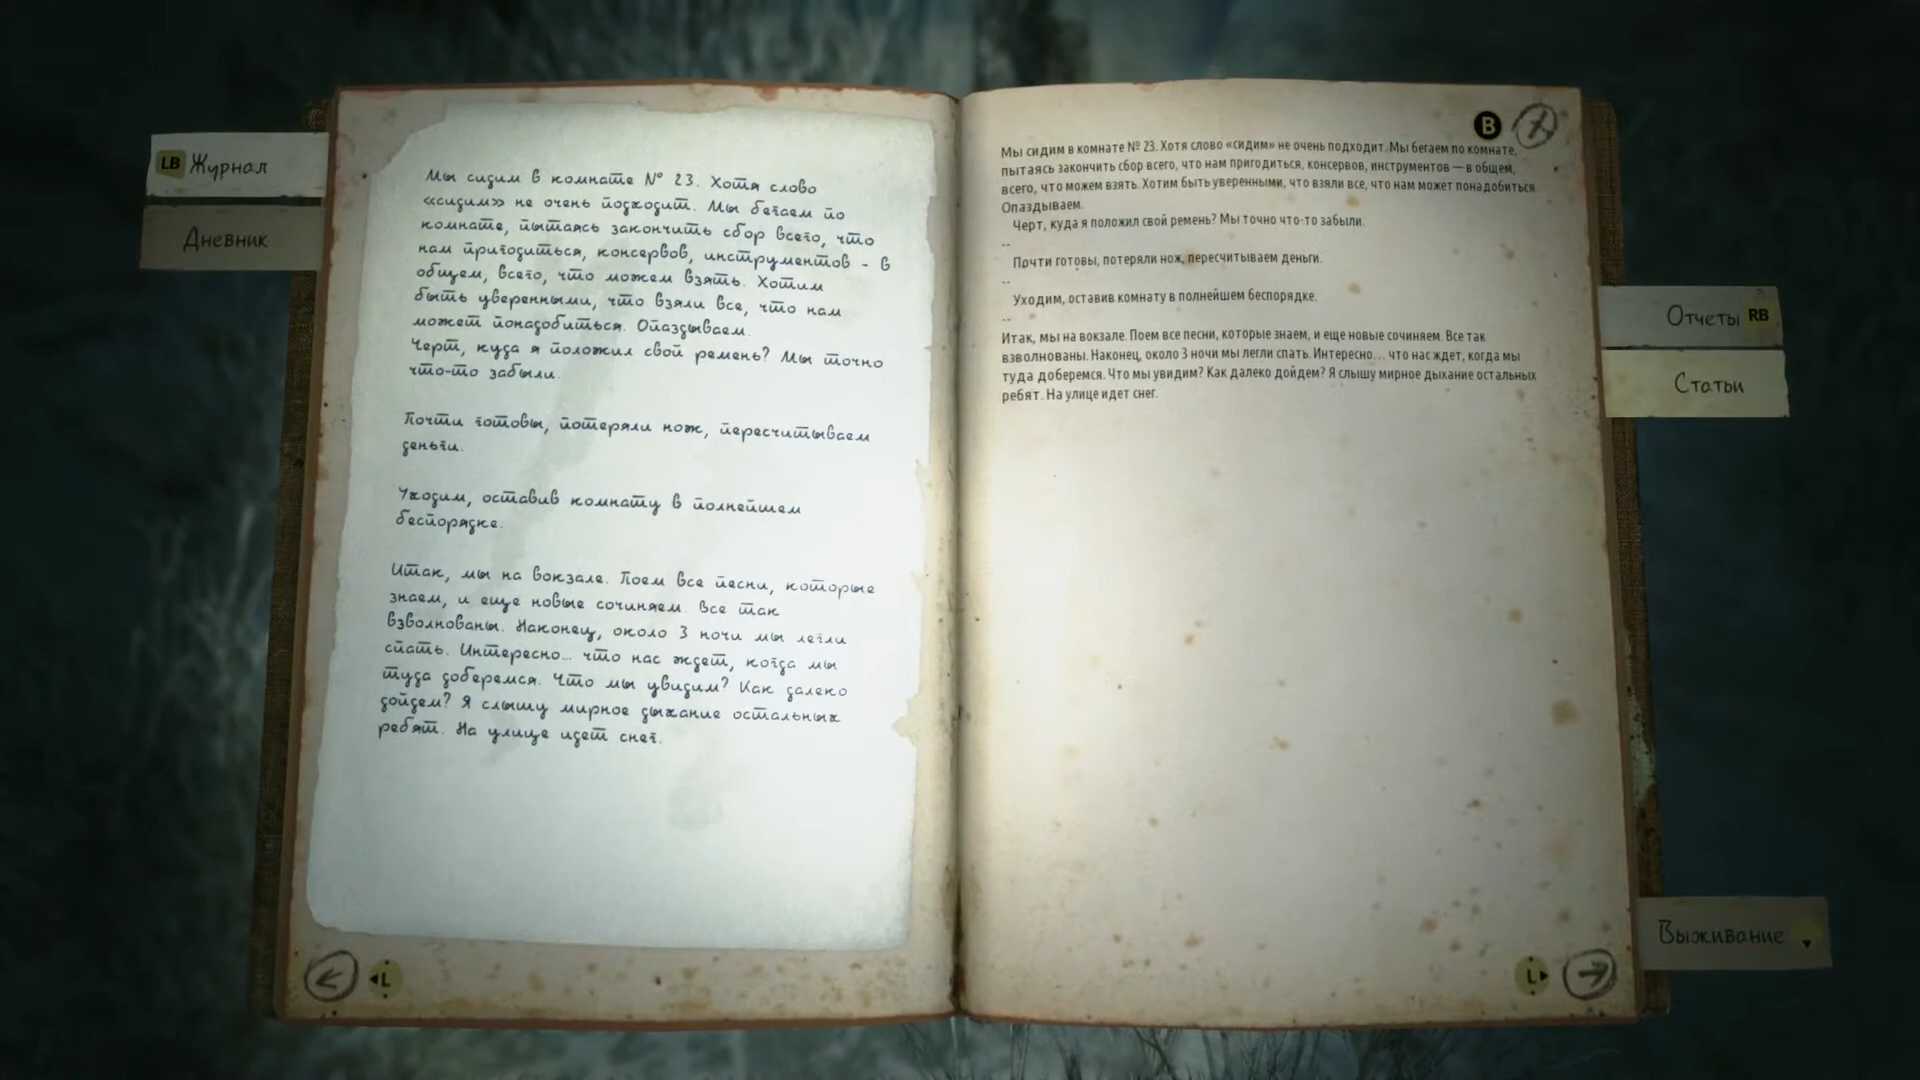 LB Журнал
Дневник
Мы сидим в комнате № 23. Хотя слово
«сидим» не очень подходит. Мы бегаем по
комнате, пытаясь закончить сбор всего, что
нам пригодиться, консервов, инструментов - в
общем, всего, что можем взять. Хотим
быть уверенными, что взяли все, что нам
может понадобиться. Опаздываем.
Черт, куда я положил свой ремень? Мы точно
что-то забыли.
Почти готовы, потеряли нож, пересчитываем
деньги.
Уходим, оставив комнату в полнейшем
беспорядке.
Итак, мы на вокзале. Поем все песни, которые
знаем, и еще новые сочиняем. Все так
взволнованы. Наконец, около 3 ночи мы легли
спать. Интересно... что нас ждет, когда мы
туда доберемся. Что мы увидим? Как далеко
дойдем? Я слышу мирное дыхание остальных
ребят. На улице идет снег.
L
B
Мы сидим в комнате № 23. Хотя слово «сидим» не очень подходит. Мы бегаем по комнате,
пытаясь закончить сбор всего, что нам пригодиться, консервов, инструментов — в общем,
всего, что можем взять. Хотим быть уверенными, что взяли все, что нам может понадобиться.
Опаздываем.
Черт, куда я положил свой ремень? Мы точно что-то забыли.
--
Почти готовы, потеряли нож, пересчитываем деньги.
--
Уходим, оставив комнату в полнейшем беспорядке.
--
Итак, мы на вокзале. Поем все песни, которые знаем, и еще новые сочиняем. Все так
взволнованы. Наконец, около 3 ночи мы легли спать. Интересно... что нас ждет, когда мы
туда доберемся. Что мы увидим? Как далеко дойдем? Я слышу мирное дыхание остальных
ребят. На улице идет снег.
Отчеты RB
Статьи
Выживание
L